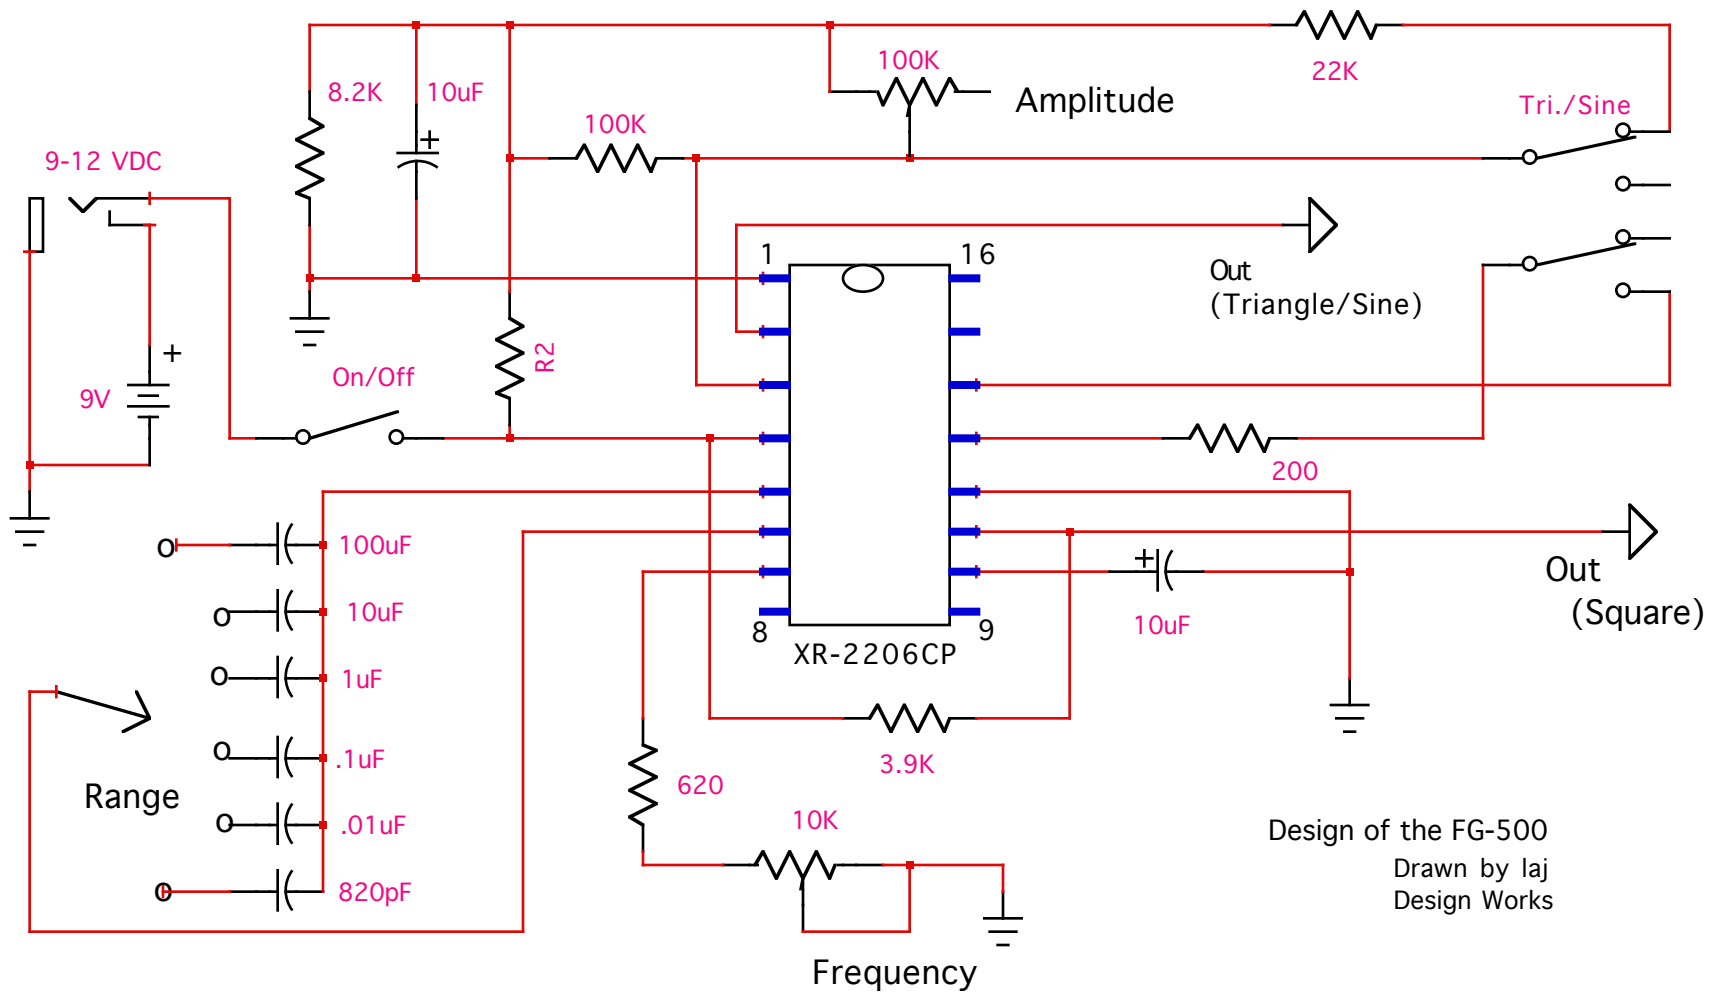 22K
100K
Amplitude
8.2K
10uF
Tri./Sine
100K
9-12 VDC
+
1
16
Out
(Triangle/Sine)
+
R2
On/Off
9V
200
100uF
+
Out
(Square)
10uF
10uF
8
9
XR-2206CP
1uF
.1uF
3.9K
620
Range
.01uF
10K
820pF
Design of the FG-500
Drawn by laj
Design Works
Frequency